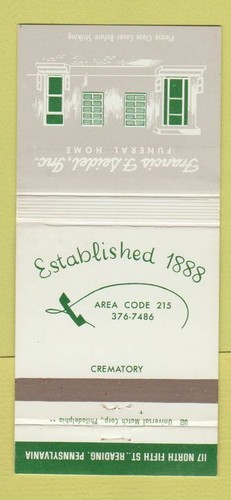 Please Close Cover Before Striking
Francis F. Seidel, Inc.
FUNERAL HOME
Established 1888
AREA CODE 215
376-7486
CREMATORY
UB Universal Match Corp., Philadelphia
117 NORTH FIFTH ST., READING, PENNSYLVANIA